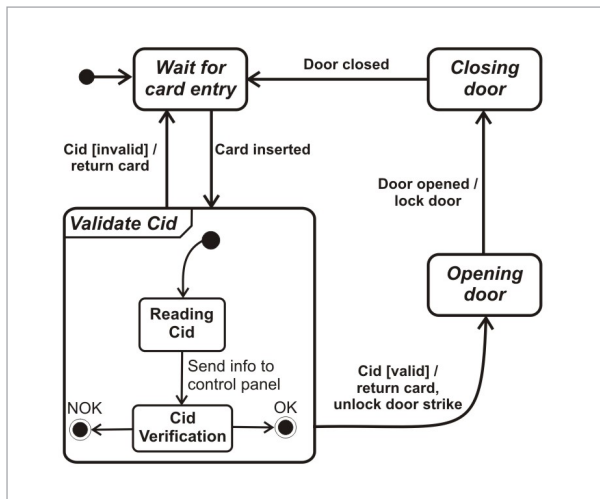 Wait for
card entry
Door closed
Closing
door
Cid [invalid] /
return card
Card inserted
Door opened /
lock door
Validate Cid
Opening
door
Reading
Cid
Send info to
control panel
Cid [valid] /
return card,
unlock door strike
NOK
Cid
Verification
OK